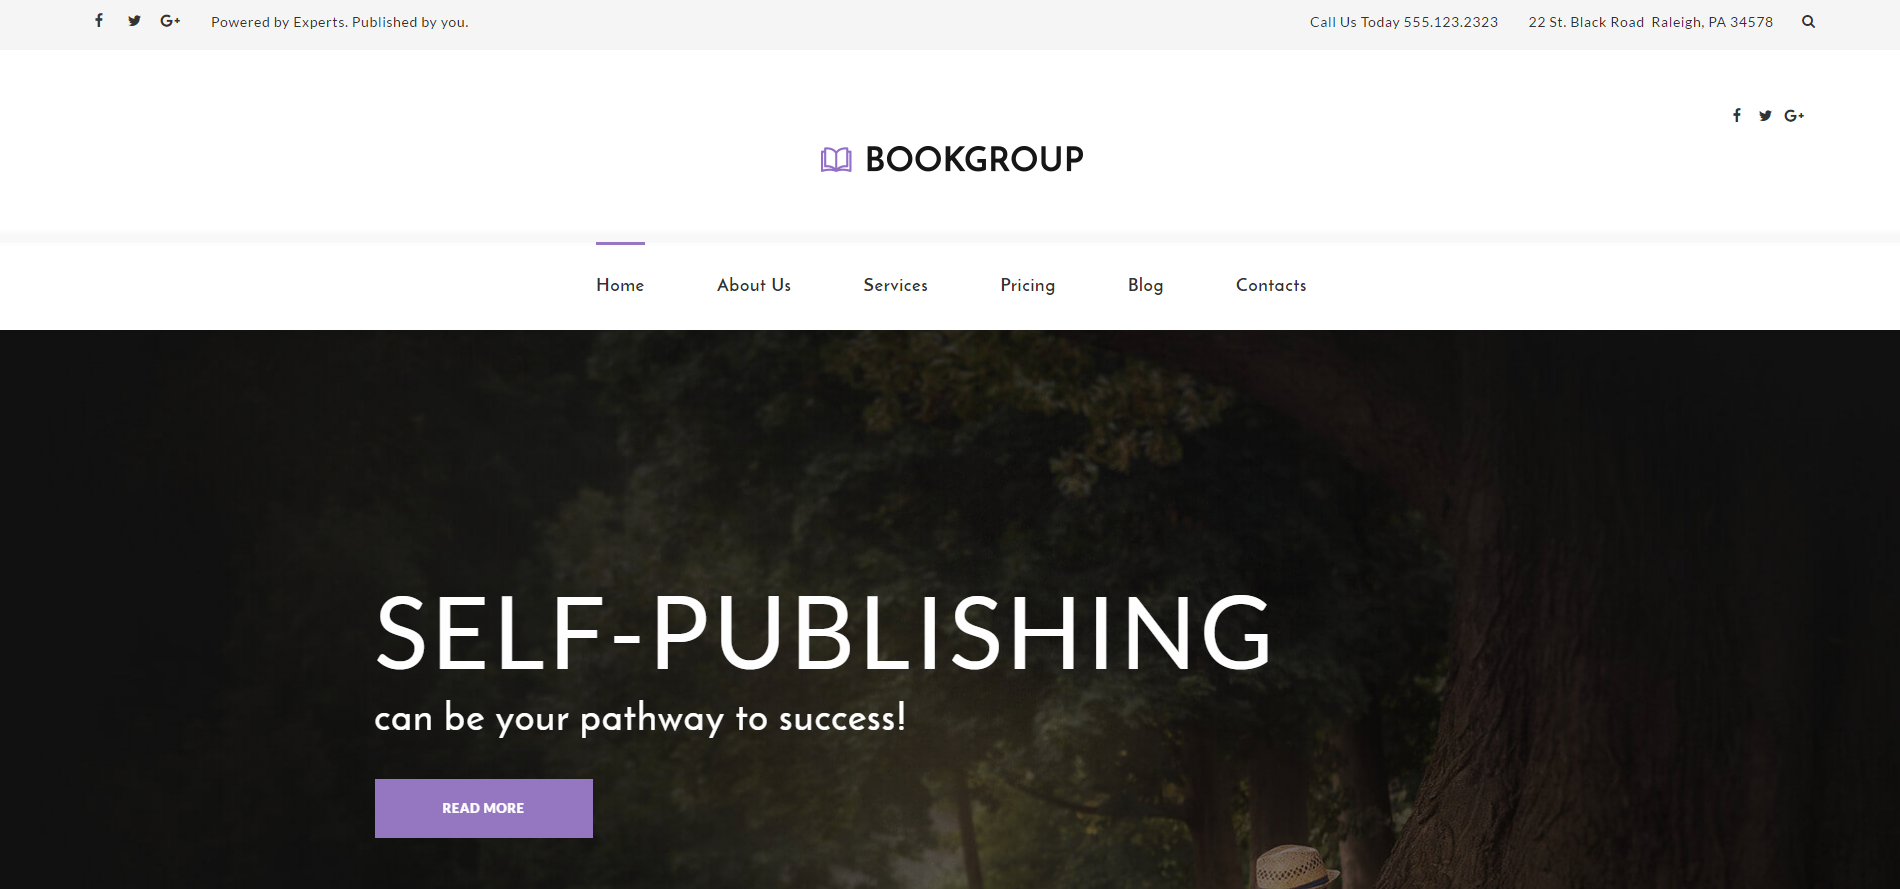 Powered by Experts. Published by you.
Call Us Today 555.123.2323
22 St. Black Road Raleigh, PA 34578
BOOKGROUP
Home
About Us
Services
Pricing
Blog
Contacts
SELF-PUBLISHING
can be your pathway to success!
READ MORE